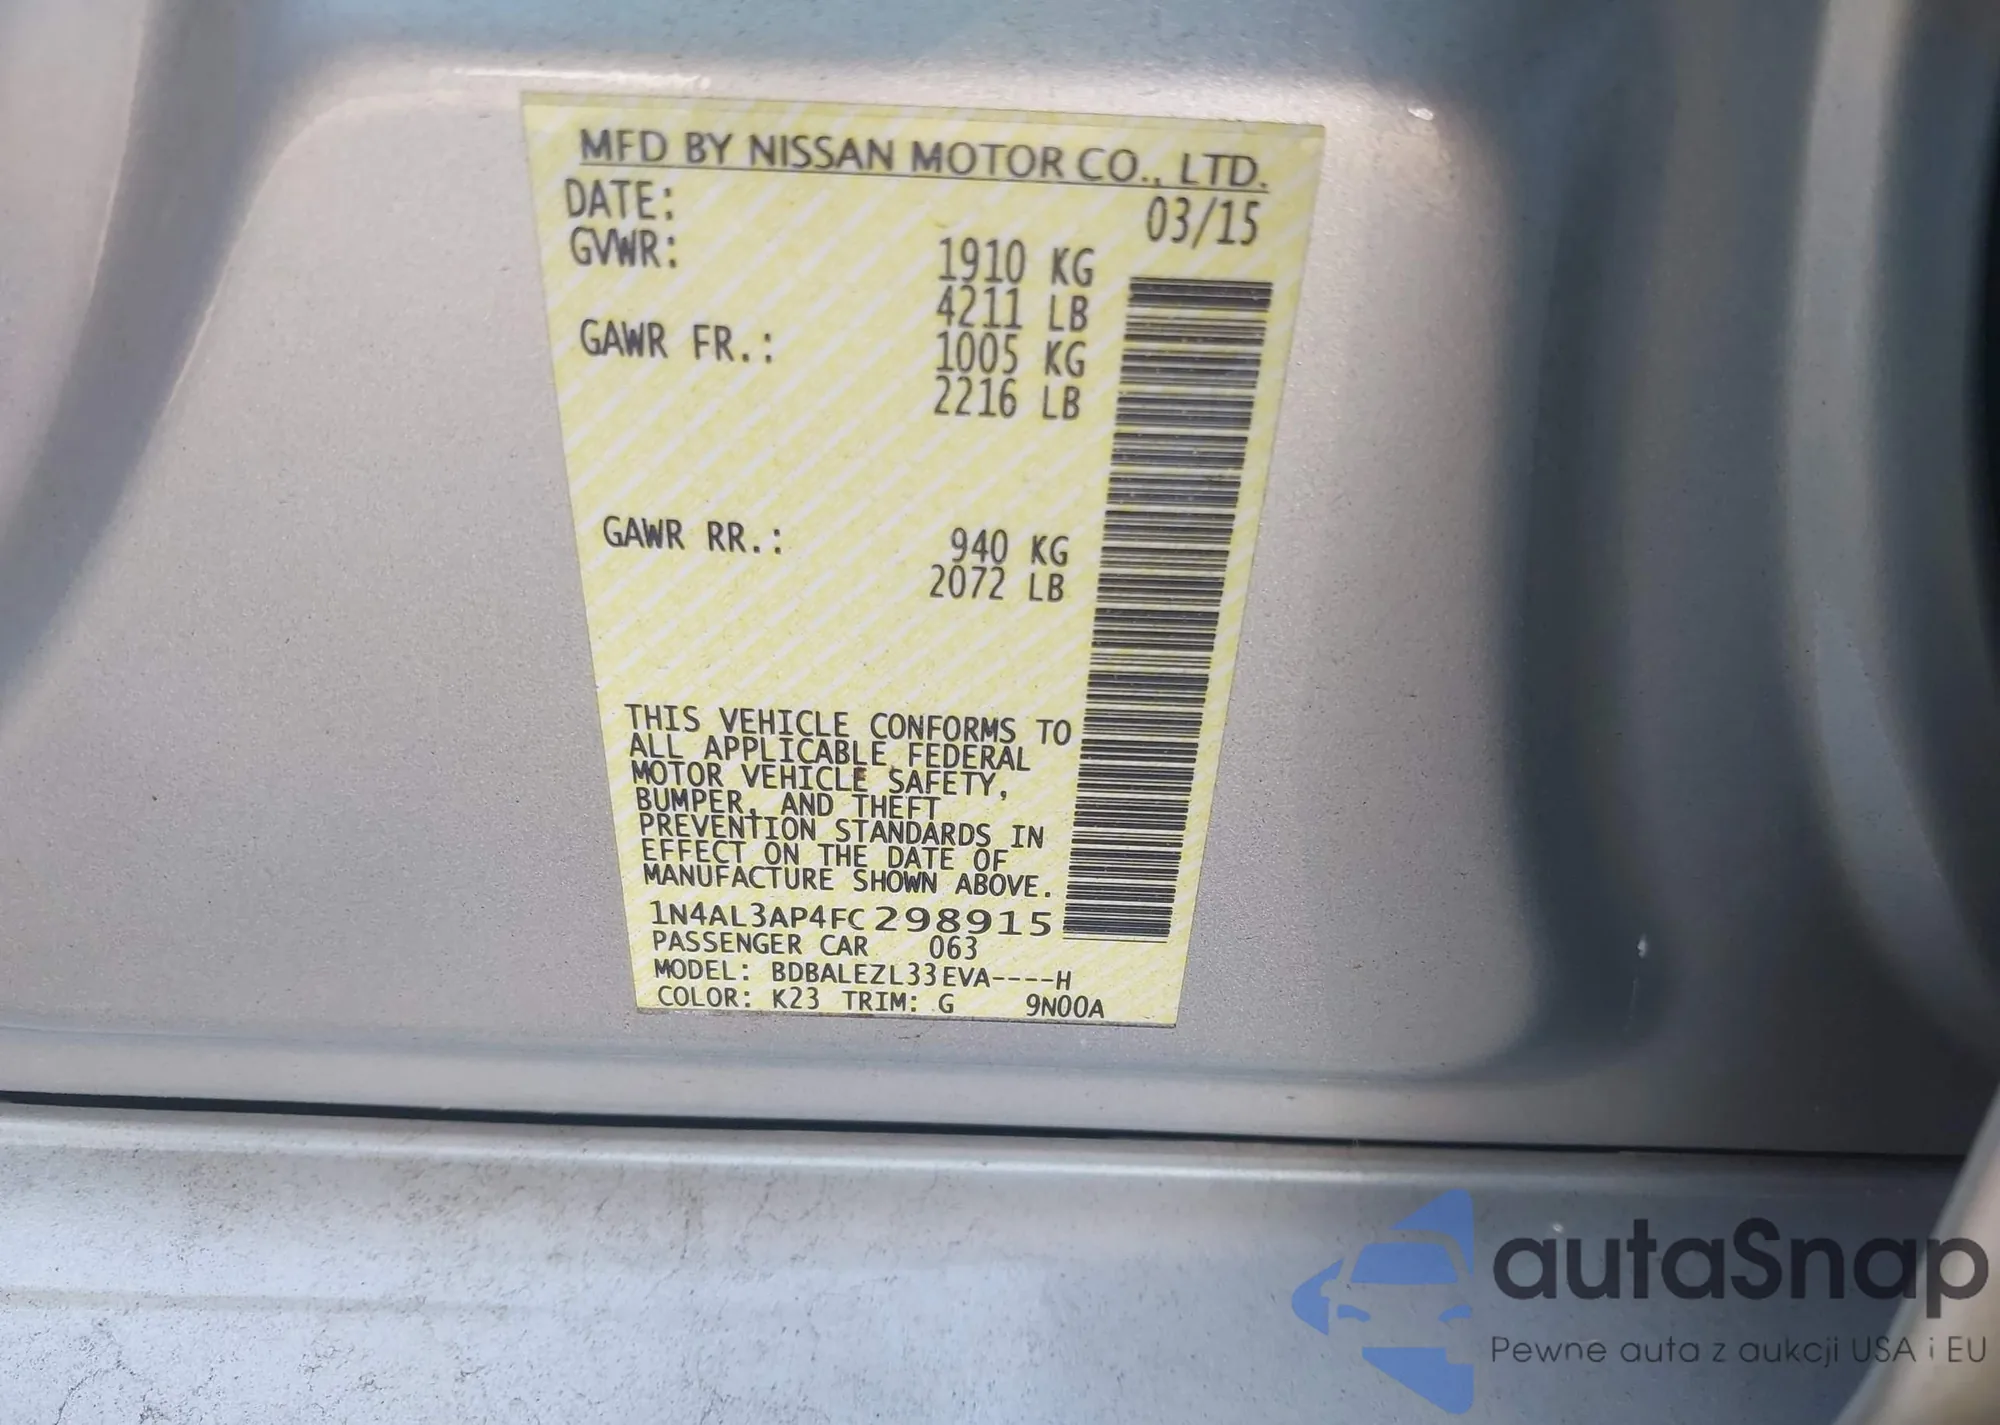 MFD BY NISSAN MOTOR CO., LTD.
DATE: 03/15
GVWR: 1910 KG
4211 LB
GAWR FR.: 1005 KG
2216 LB
GAWR RR.: 940 KG
2072 LB
THIS VEHICLE CONFORMS TO
ALL APPLICABLE FEDERAL
MOTOR VEHICLE SAFETY,
BUMPER, AND THEFT
PREVENTION STANDARDS IN
EFFECT ON THE DATE OF
MANUFACTURE SHOWN ABOVE.
1N4AL3AP4FC298915
PASSENGER CAR 063
MODEL: BDBALEZL33EVA----H
COLOR: K23 TRIM: G 9N00A
autaSnap
Pewne auta z aukcji USA i EU